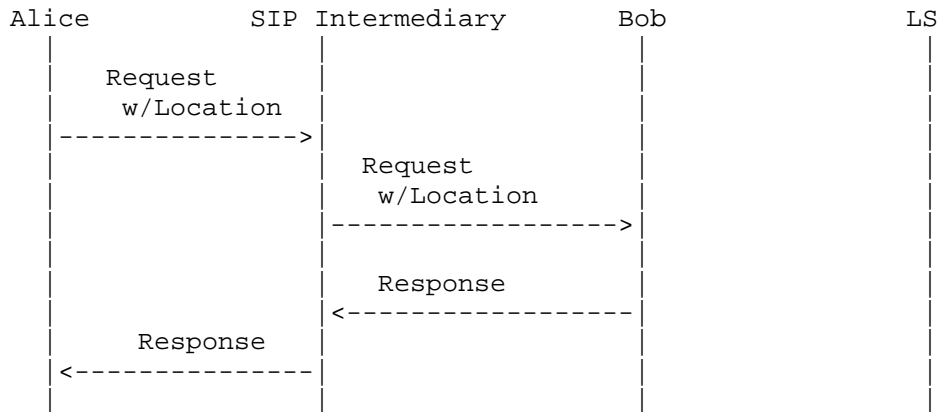 Alice SIP Intermediary Bob LS
Request
w/Location
Request
w/Location
Response
Response